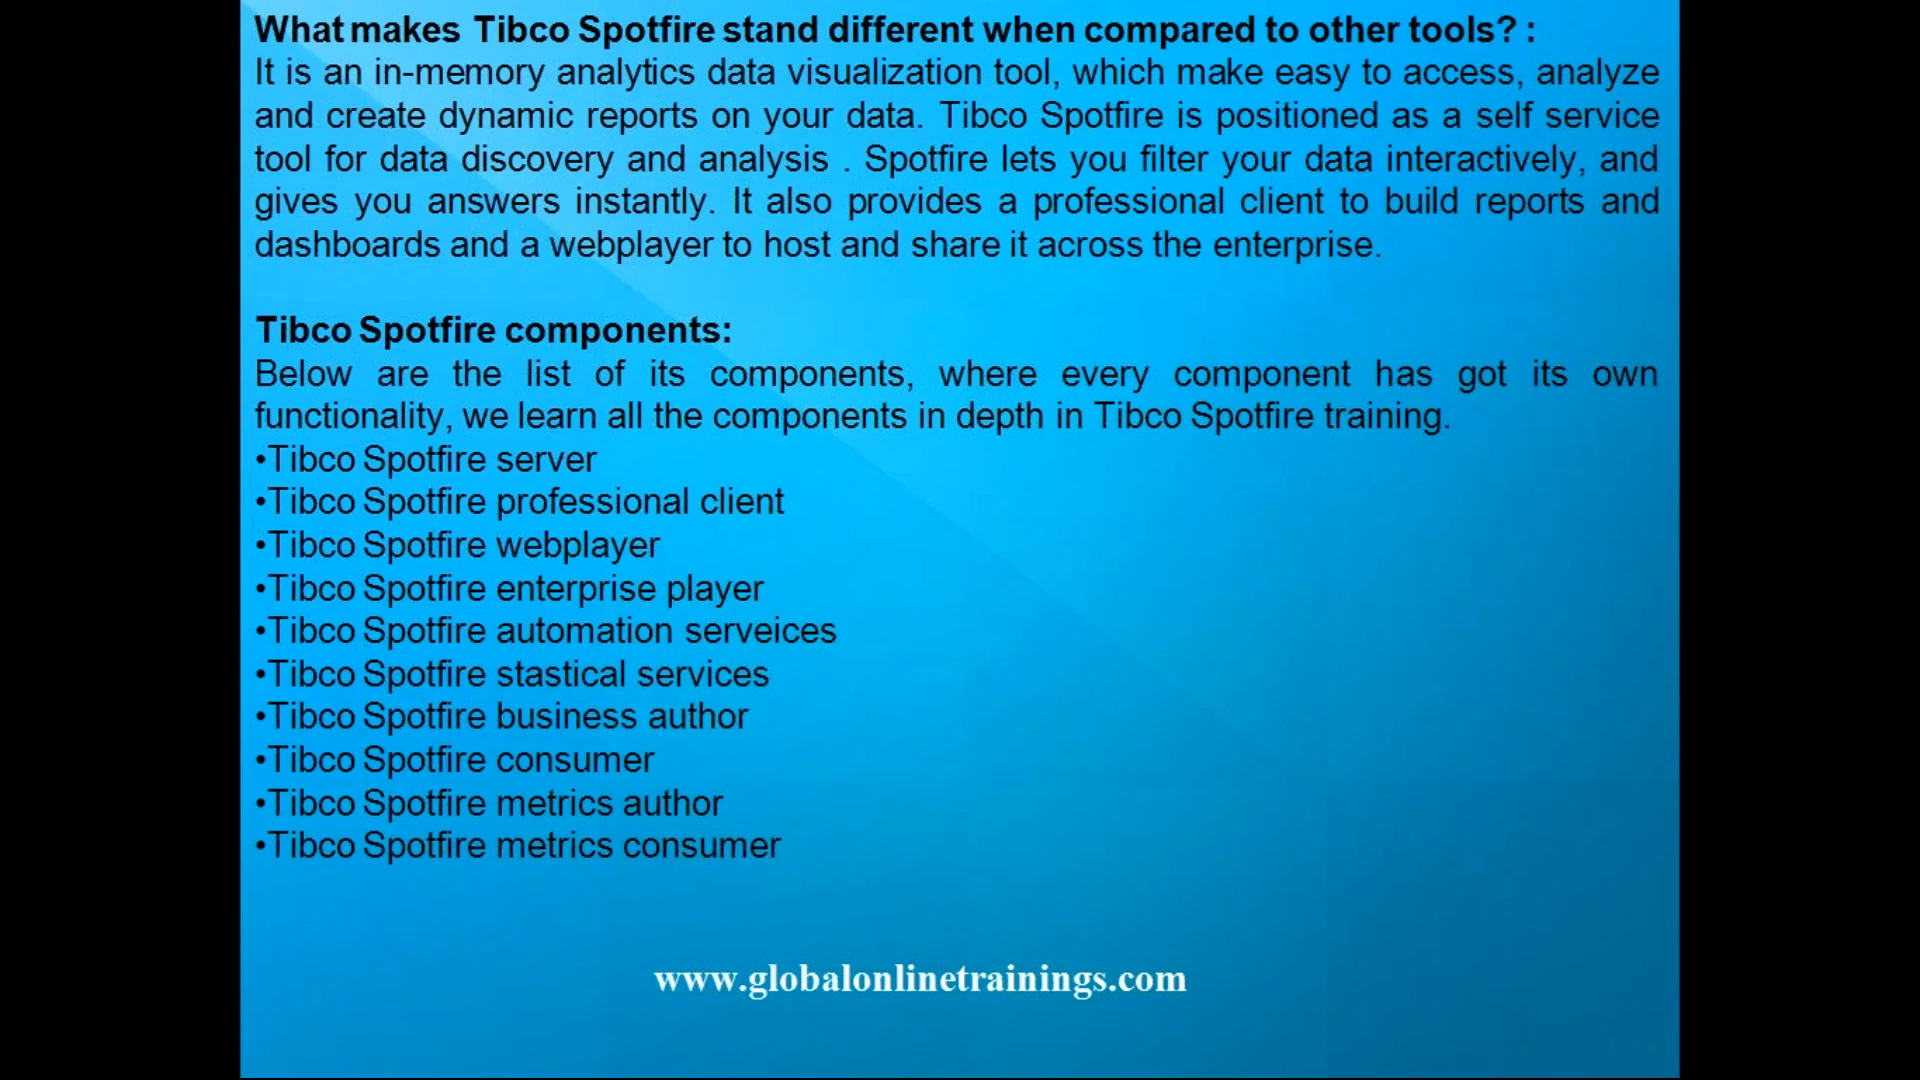 What makes Tibco Spotfire stand different when compared to other tools? :
It is an in-memory analytics data visualization tool, which make easy to access, analyze
and create dynamic reports on your data. Tibco Spotfire is positioned as a self service
tool for data discovery and analysis . Spotfire lets you filter your data interactively, and
gives you answers instantly. It also provides a professional client to build reports and
dashboards and a webplayer to host and share it across the enterprise.
Tibco Spotfire components:
Below are the list of its components, where every component has got its own
functionality, we learn all the components in depth in Tibco Spotfire training.
•Tibco Spotfire server
•Tibco Spotfire professional client
•Tibco Spotfire webplayer
•Tibco Spotfire enterprise player
•Tibco Spotfire automation serveices
•Tibco Spotfire stastical services
•Tibco Spotfire business author
•Tibco Spotfire consumer
•Tibco Spotfire metrics author
•Tibco Spotfire metrics consumer
www.globalonlinetrainings.com